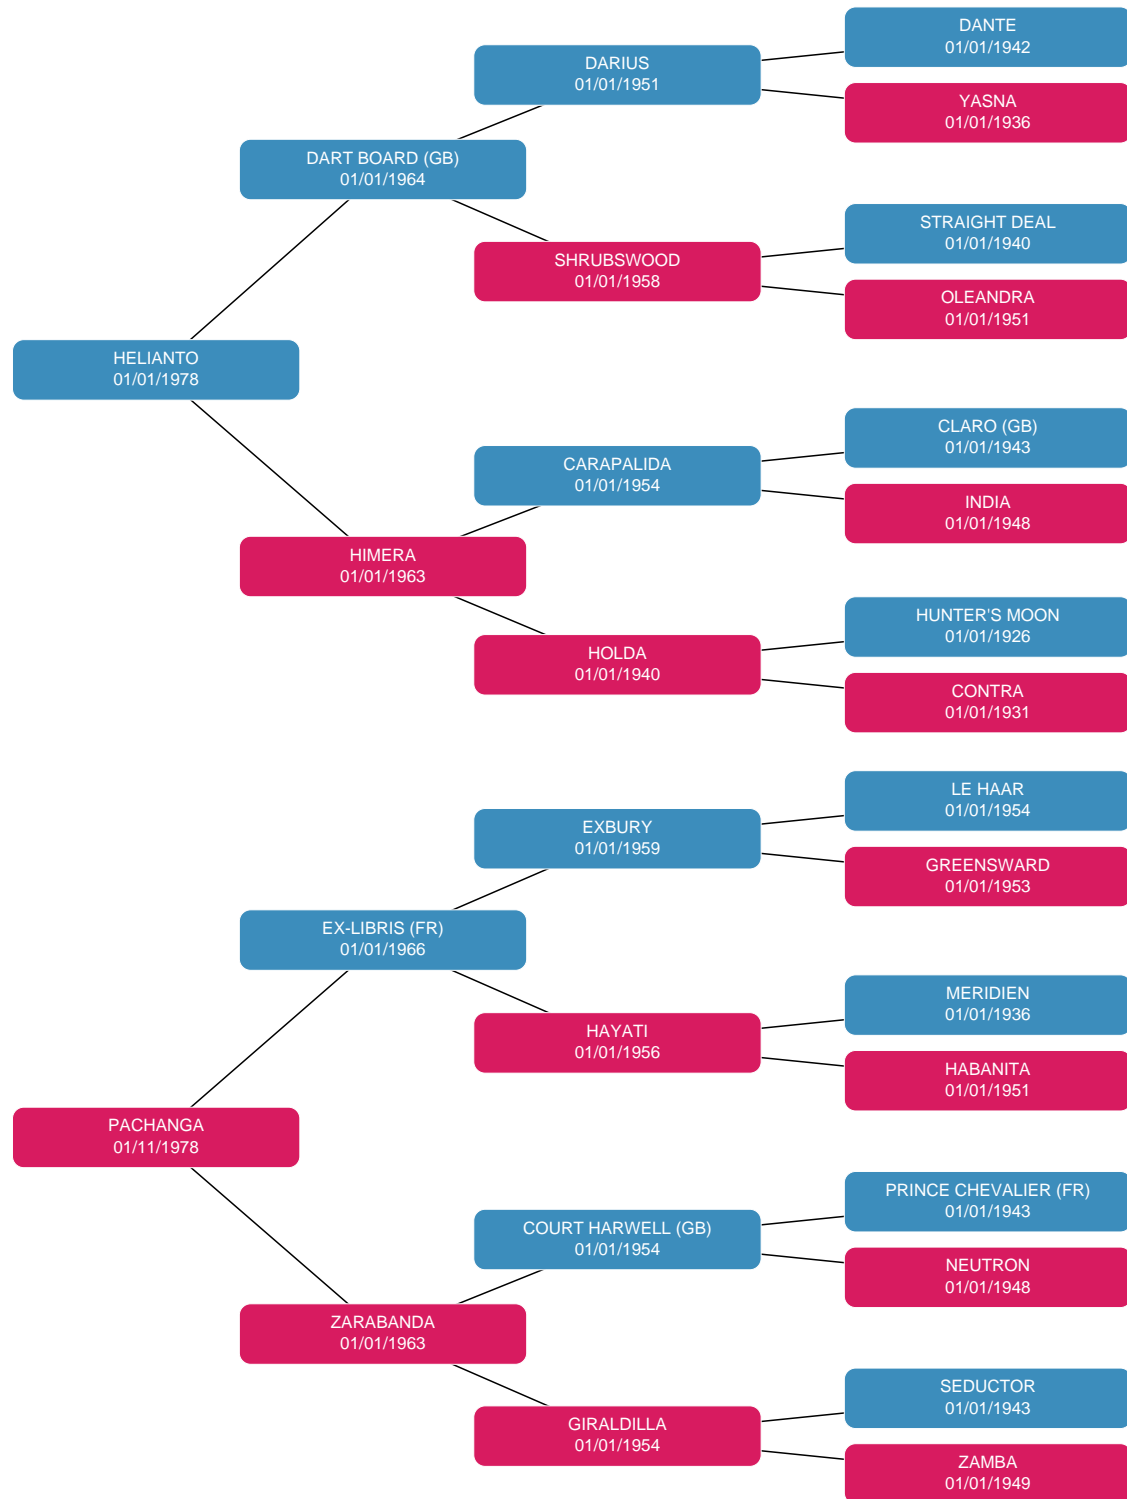 DANTE
01/01/1942
DARIUS
01/01/1951
YASNA
01/01/1936
DART BOARD (GB)
01/01/1964
STRAIGHT DEAL
01/01/1940
SHRUBSWOOD
01/01/1958
OLEANDRA
01/01/1951
HELIANTO
01/01/1978
CLARO (GB)
01/01/1943
CARAPALIDA
01/01/1954
INDIA
01/01/1948
HIMERA
01/01/1963
HUNTER'S MOON
01/01/1926
HOLDA
01/01/1940
CONTRA
01/01/1931
LE HAAR
01/01/1954
EXBURY
01/01/1959
GREENSWARD
01/01/1953
EX-LIBRIS (FR)
01/01/1966
MERIDIEN
01/01/1936
HAYATI
01/01/1956
HABANITA
01/01/1951
PACHANGA
01/11/1978
PRINCE CHEVALIER (FR)
01/01/1943
COURT HARWELL (GB)
01/01/1954
NEUTRON
01/01/1948
ZARABANDA
01/01/1963
SEDUCTOR
01/01/1943
GIRALDILLA
01/01/1954
ZAMBA
01/01/1949